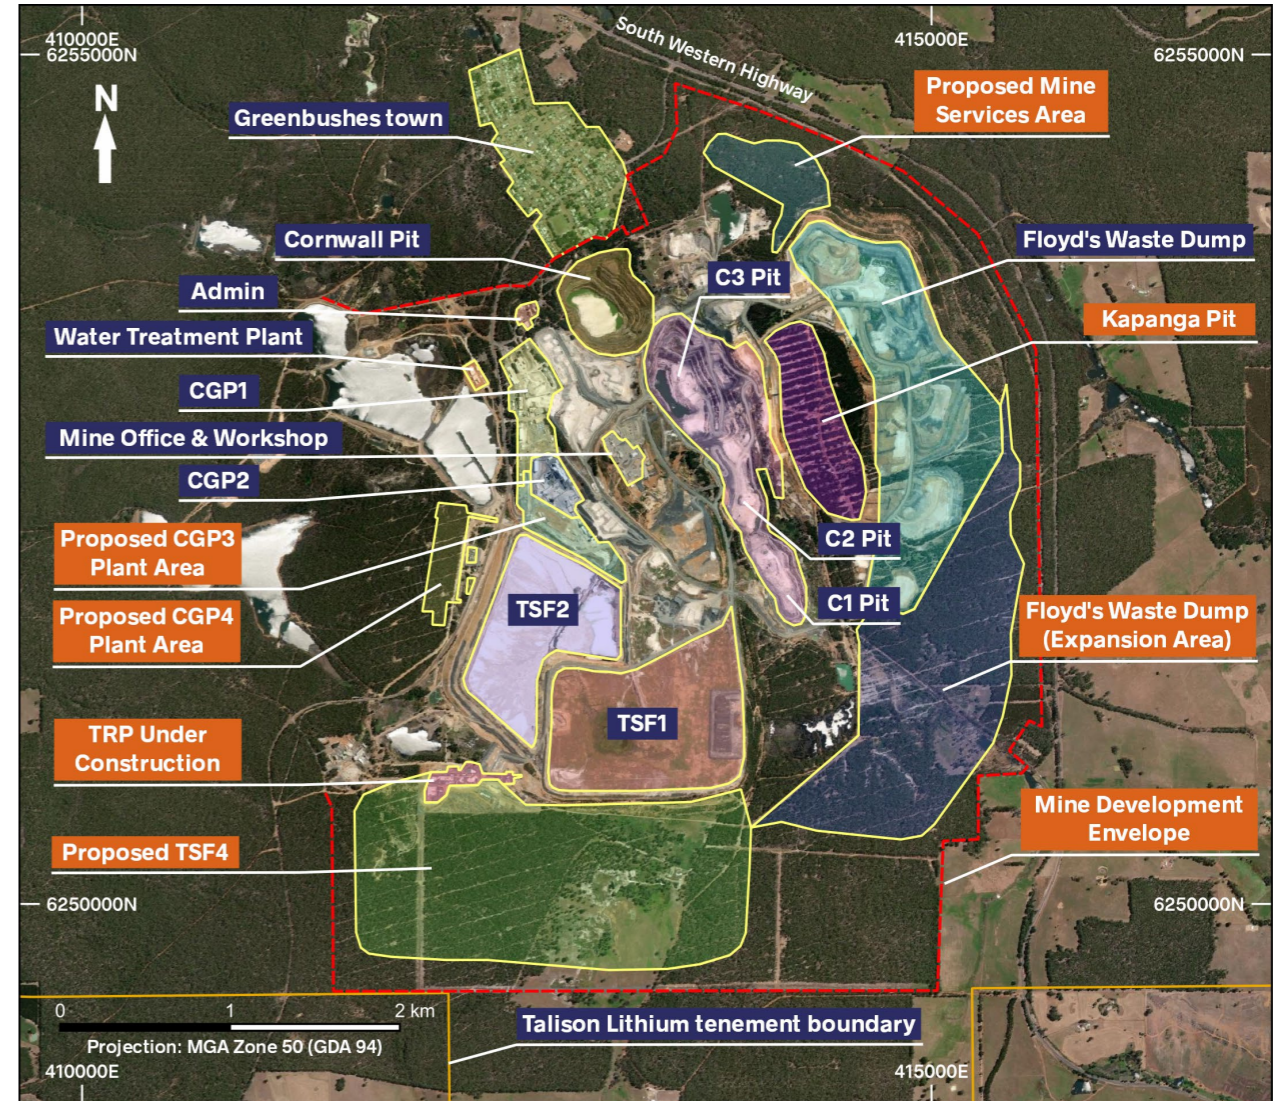 410000E
6255000N
South Western Highway
415000E
6255000N
N
Proposed Mine
Services Area
Greenbushes town
Cornwall Pit
Floyd's Waste Dump
C3 Pit
Admin
Kapanga Pit
Water Treatment Plant
CGP1
Mine Office & Workshop
CGP2
C2 Pit
Proposed CGP3
Plant Area
C1 Pit
TSF2
Proposed CGP4
Plant Area
Floyd's Waste Dump
(Expansion Area)
TSF1
TRP Under
Construction
Mine Development
Envelope
Proposed TSF4
6250000N
6250000N
0 1 2 km
Talison Lithium tenement boundary
Projection: MGA Zone 50 (GDA 94)
410000E
415000E